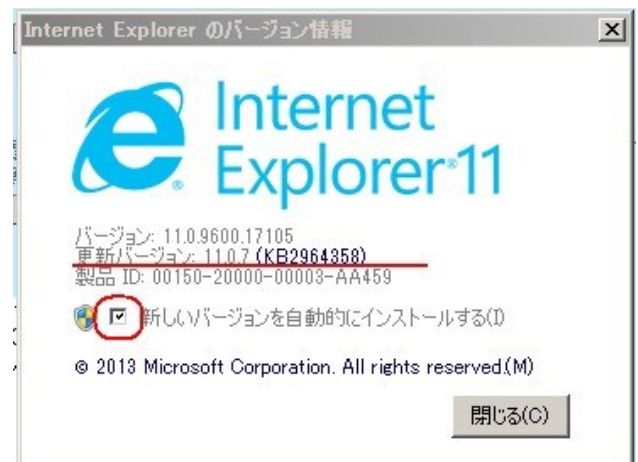 Internet Explorer のバージョン情報
Internet
Explorer®11
バージョン: 11.0.9600.17105
更新バージョン: 11.0.7 (KB2964358)
製品 ID: 00150-20000-00003-AA459
新しいバージョンを自動的にインストールする(I)
© 2013 Microsoft Corporation. All rights reserved.(M)
閉じる(C)